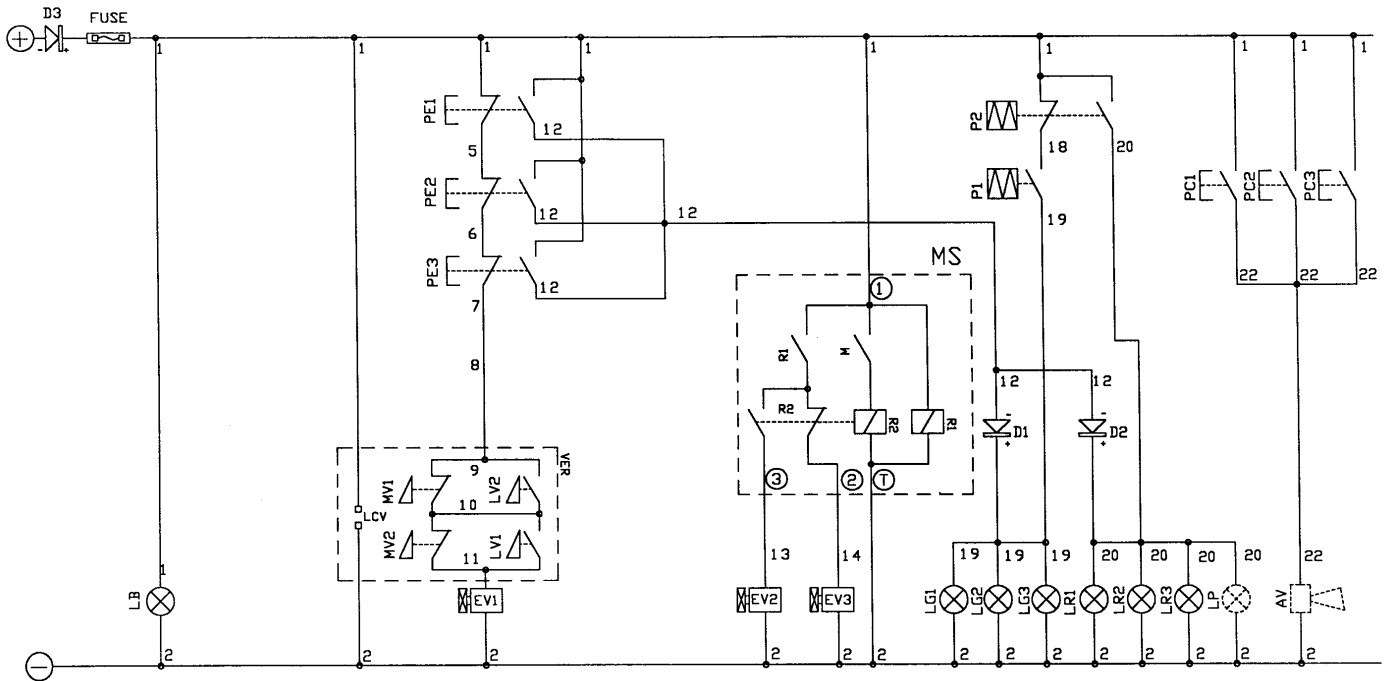 D3
FUSE
+
-
+
1 1 1 1 1 1 1 1 1
PE1
12
5
PE2
12
12
6
PE3
12
7
8
P2
18
20
P1
19
PC1
PC2
PC3
22
22
22
MS
1
R1
M
R2
R2
R1
3
2
T
12
12
-
D1
+
-
D2
+
VER
9
MV1
LV2
LCV
10
MV2
LV1
11
13
14
19
19
19
20
20
20
20
22
1
LB
EV1
EV2
EV3
LG1
LG2
LG3
LR1
LR2
LR3
LP
AV
-
2 2 2 2 2 2 2 2 2 2 2 2 2 2